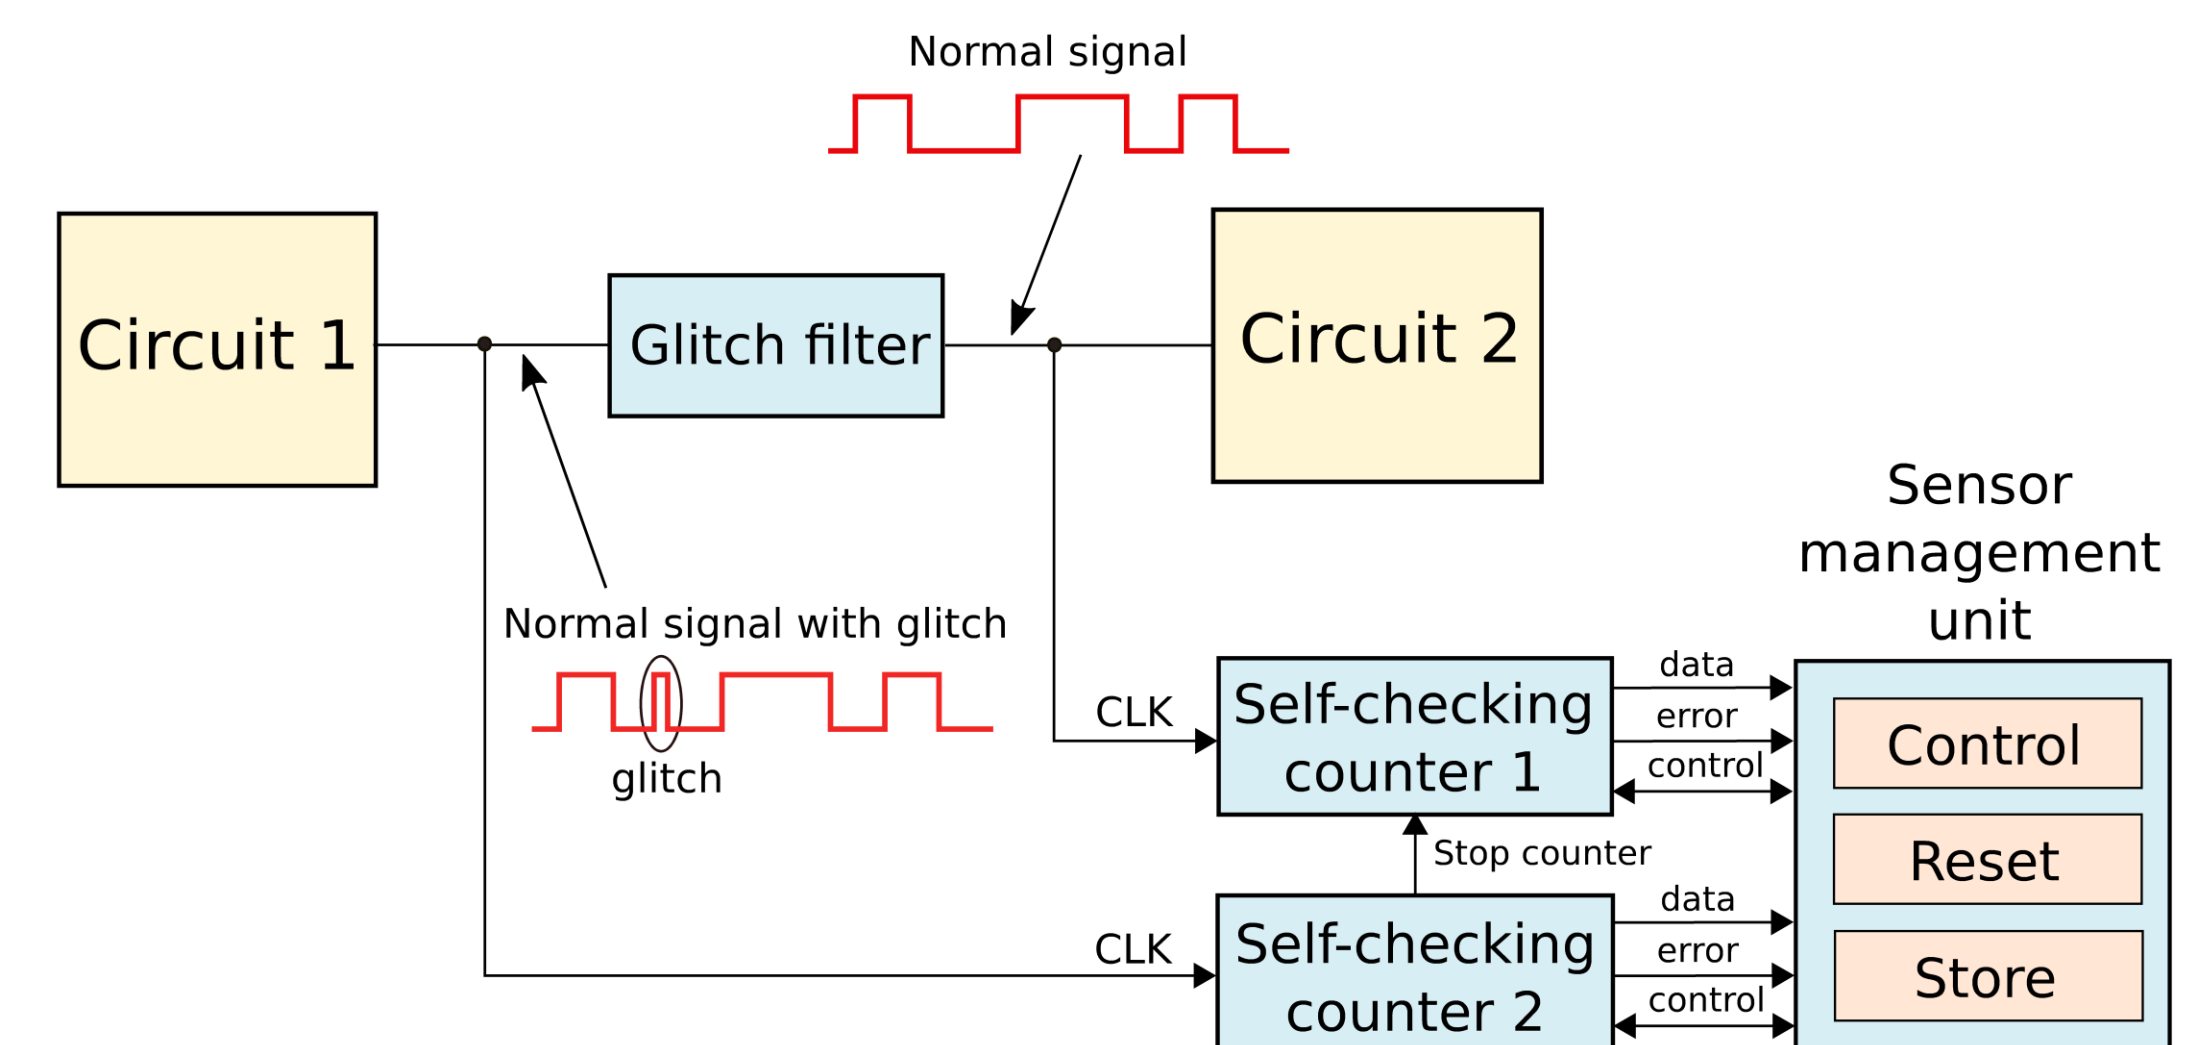 Normal signal
Circuit 1
Glitch filter
Circuit 2
Sensor
management
unit
Normal signal with glitch
glitch
CLK
Self-checking
counter 1
data
error
control
Control
Reset
Store
Stop counter
CLK
Self-checking
counter 2
data
error
control